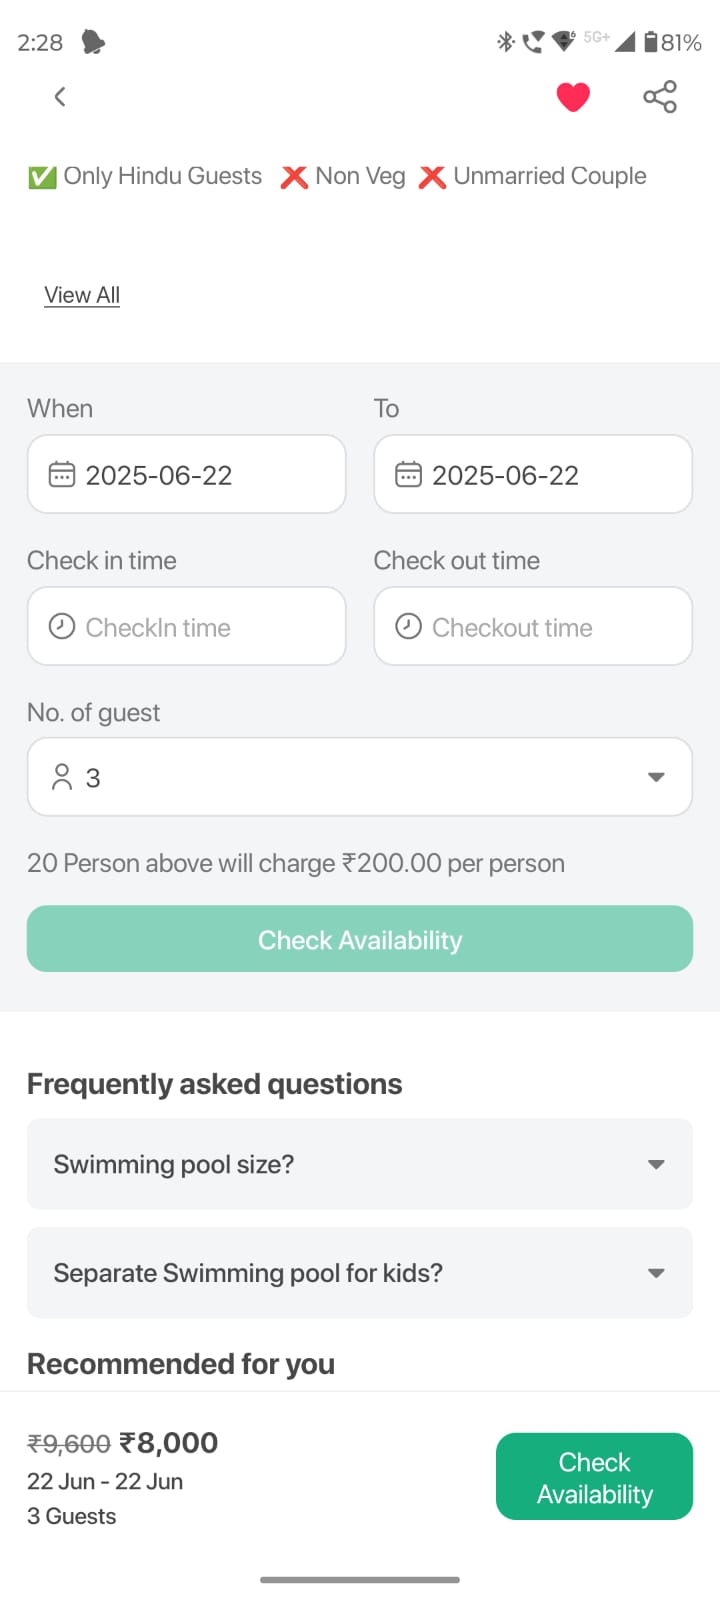 2:28 5G+ 81%
✅ Only Hindu Guests ❌ Non Veg ❌ Unmarried Couple
View All
When To
2025-06-22 2025-06-22
Check in time Check out time
CheckIn time Checkout time
No. of guest
3
20 Person above will charge ₹200.00 per person
Check Availability
Frequently asked questions
Swimming pool size?
Separate Swimming pool for kids?
Recommended for you
₹9,600 ₹8,000
22 Jun - 22 Jun
3 Guests
Check
Availability